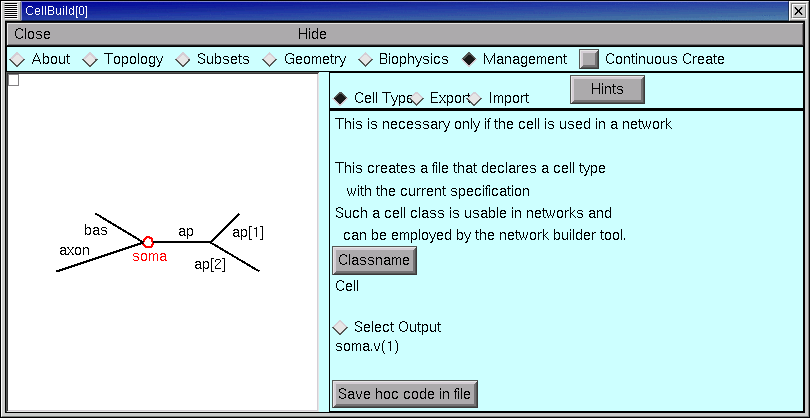 CellBuild[0]
Close Hide
About Topology Subsets Geometry Biophysics Management Continuous Create
Cell Type Export Import Hints
This is necessary only if the cell is used in a network
This creates a file that declares a cell type
with the current specification
Such a cell class is usable in networks and
can be employed by the network builder tool.
Classname
Cell
Select Output
soma.v(1)
Save hoc code in file
bas
ap
ap[1]
axon
soma
ap[2]